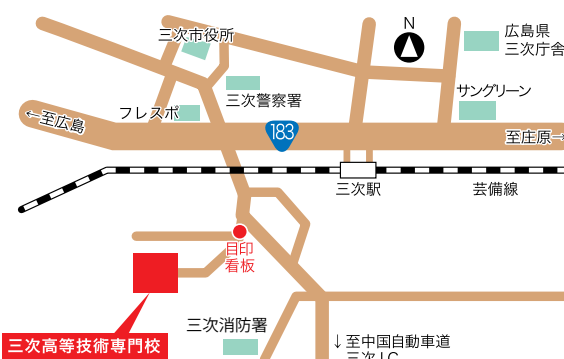 三次市役所
N
広島県
三次庁舎
三次警察署
サングリーン
フレスポ
←至広島
183
至庄原→
三次駅
芸備線
目印
看板
三次消防署
三次高等技術専門校
↓至中国自動車道
三次I.C